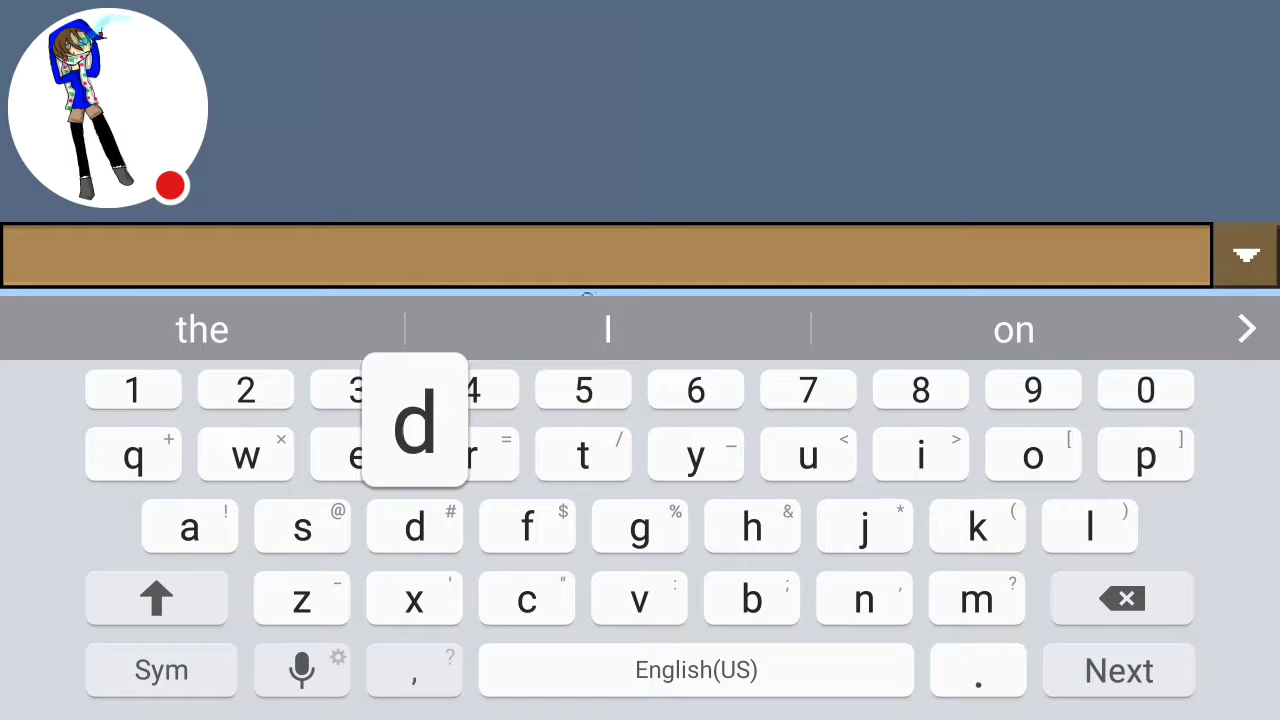 the I on
1 2 3 4 5 6 7 8 9 0
d
q + w × e r = t / y _ u < i > o [ p ]
a ! s @ d # f $ g % h & j * k ( l )
z - x ' c " v : b ; n , m ?
Sym , ? English(US) . Next